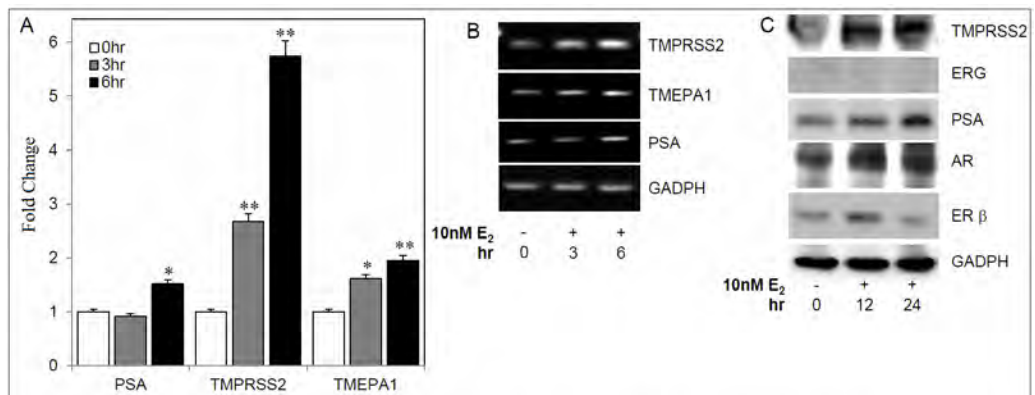 A
Fold Change
6
5
4
3
2
1
0
0hr
3hr
6hr
*
**
**
*
**
PSA TMPRSS2 TMEPA1
B
TMPRSS2
TMEPA1
PSA
GADPH
10nM E₂ - + +
hr 0 3 6
C
TMPRSS2
ERG
PSA
AR
ER β
GADPH
10nM E₂ - + +
hr 0 12 24